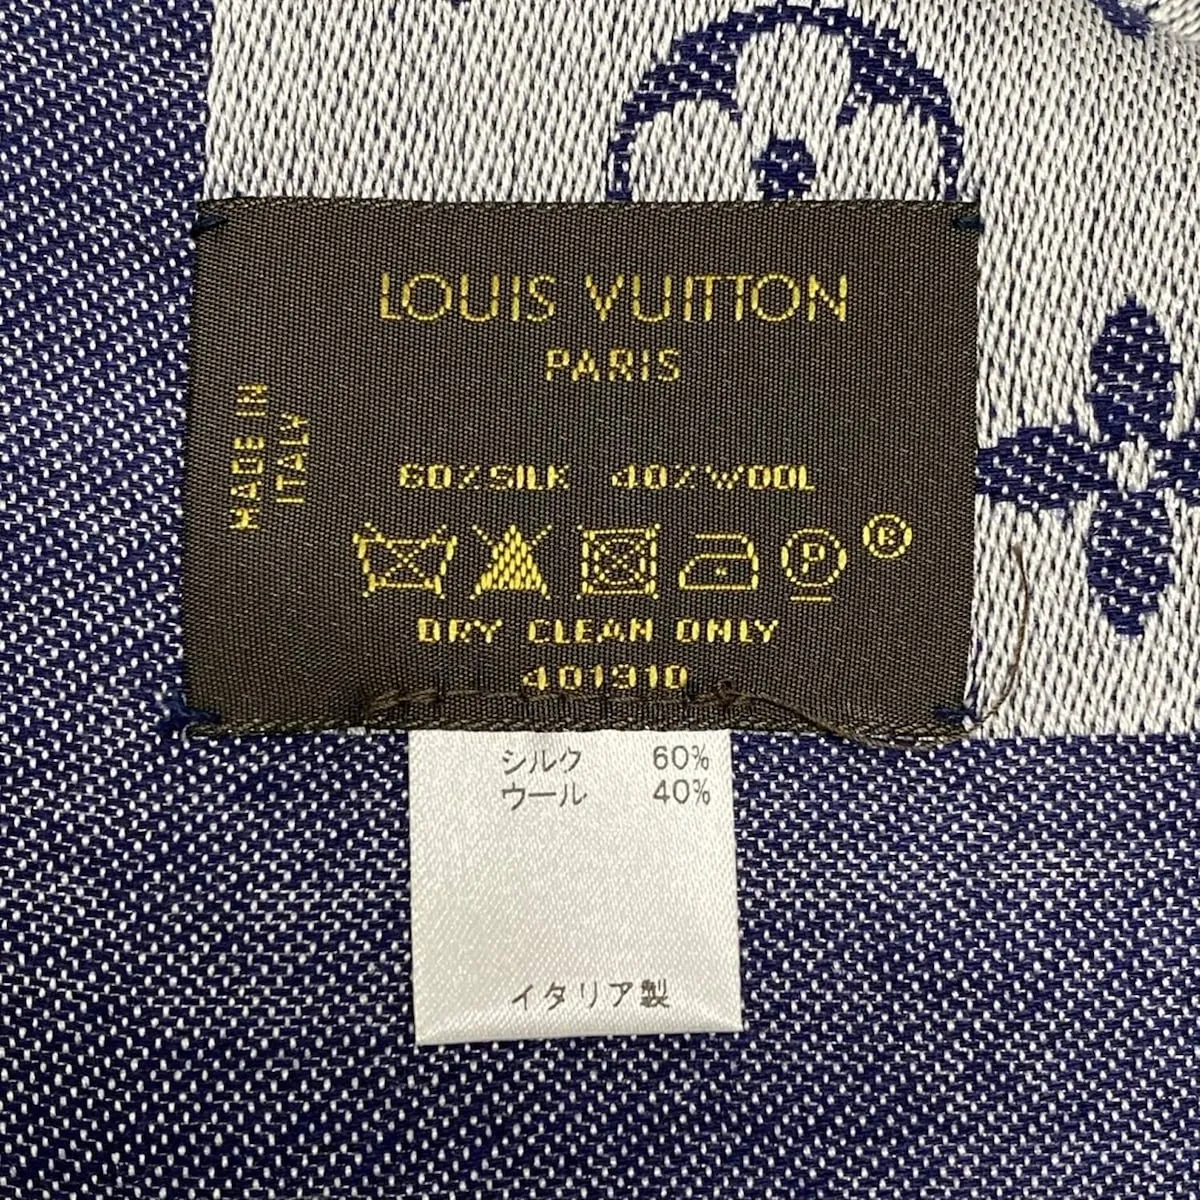 LOUIS VUITTON
PARIS
MADE IN
ITALY
60% SILK 40% WOOL
P ®
DRY CLEAN ONLY
401910
シルク 60%
ウール 40%
イタリア製